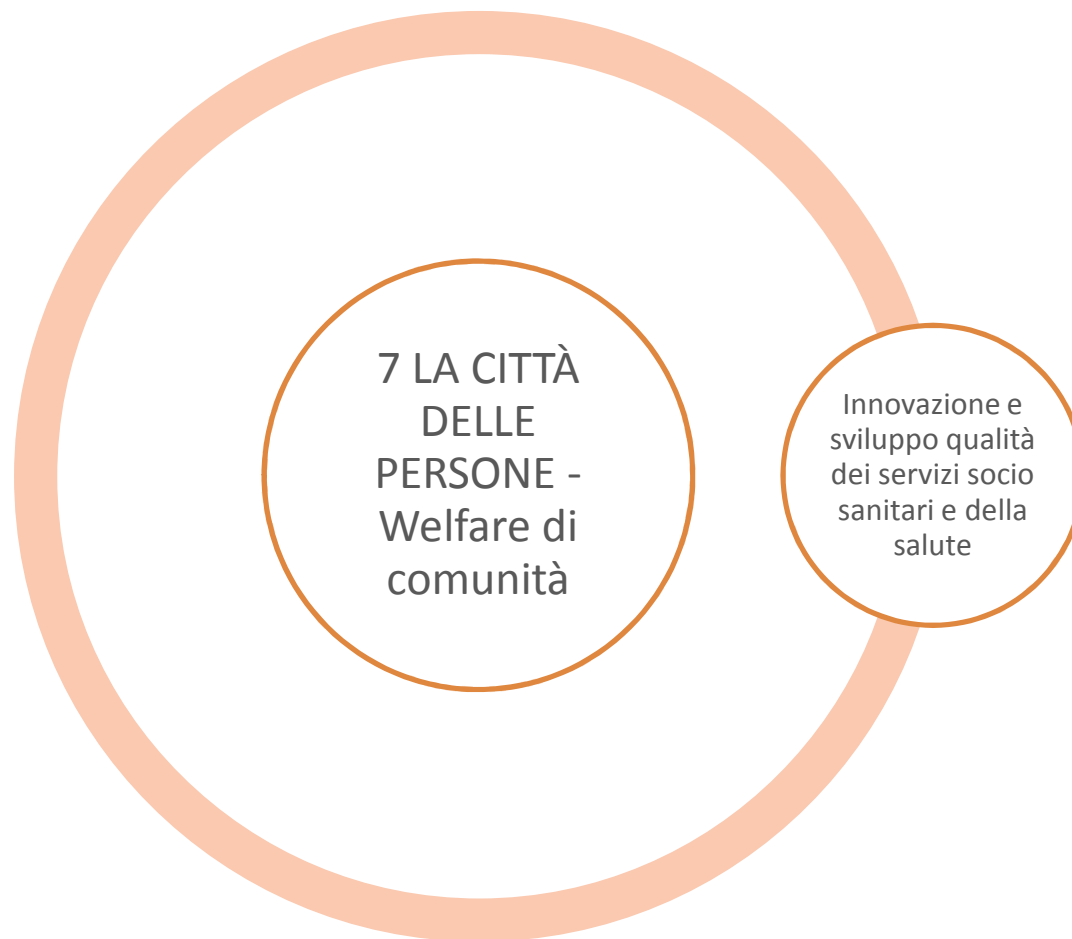 7 LA CITTÀ
DELLE
PERSONE -
Welfare di
comunità
Innovazione e
sviluppo qualità
dei servizi socio
sanitari e della
salute